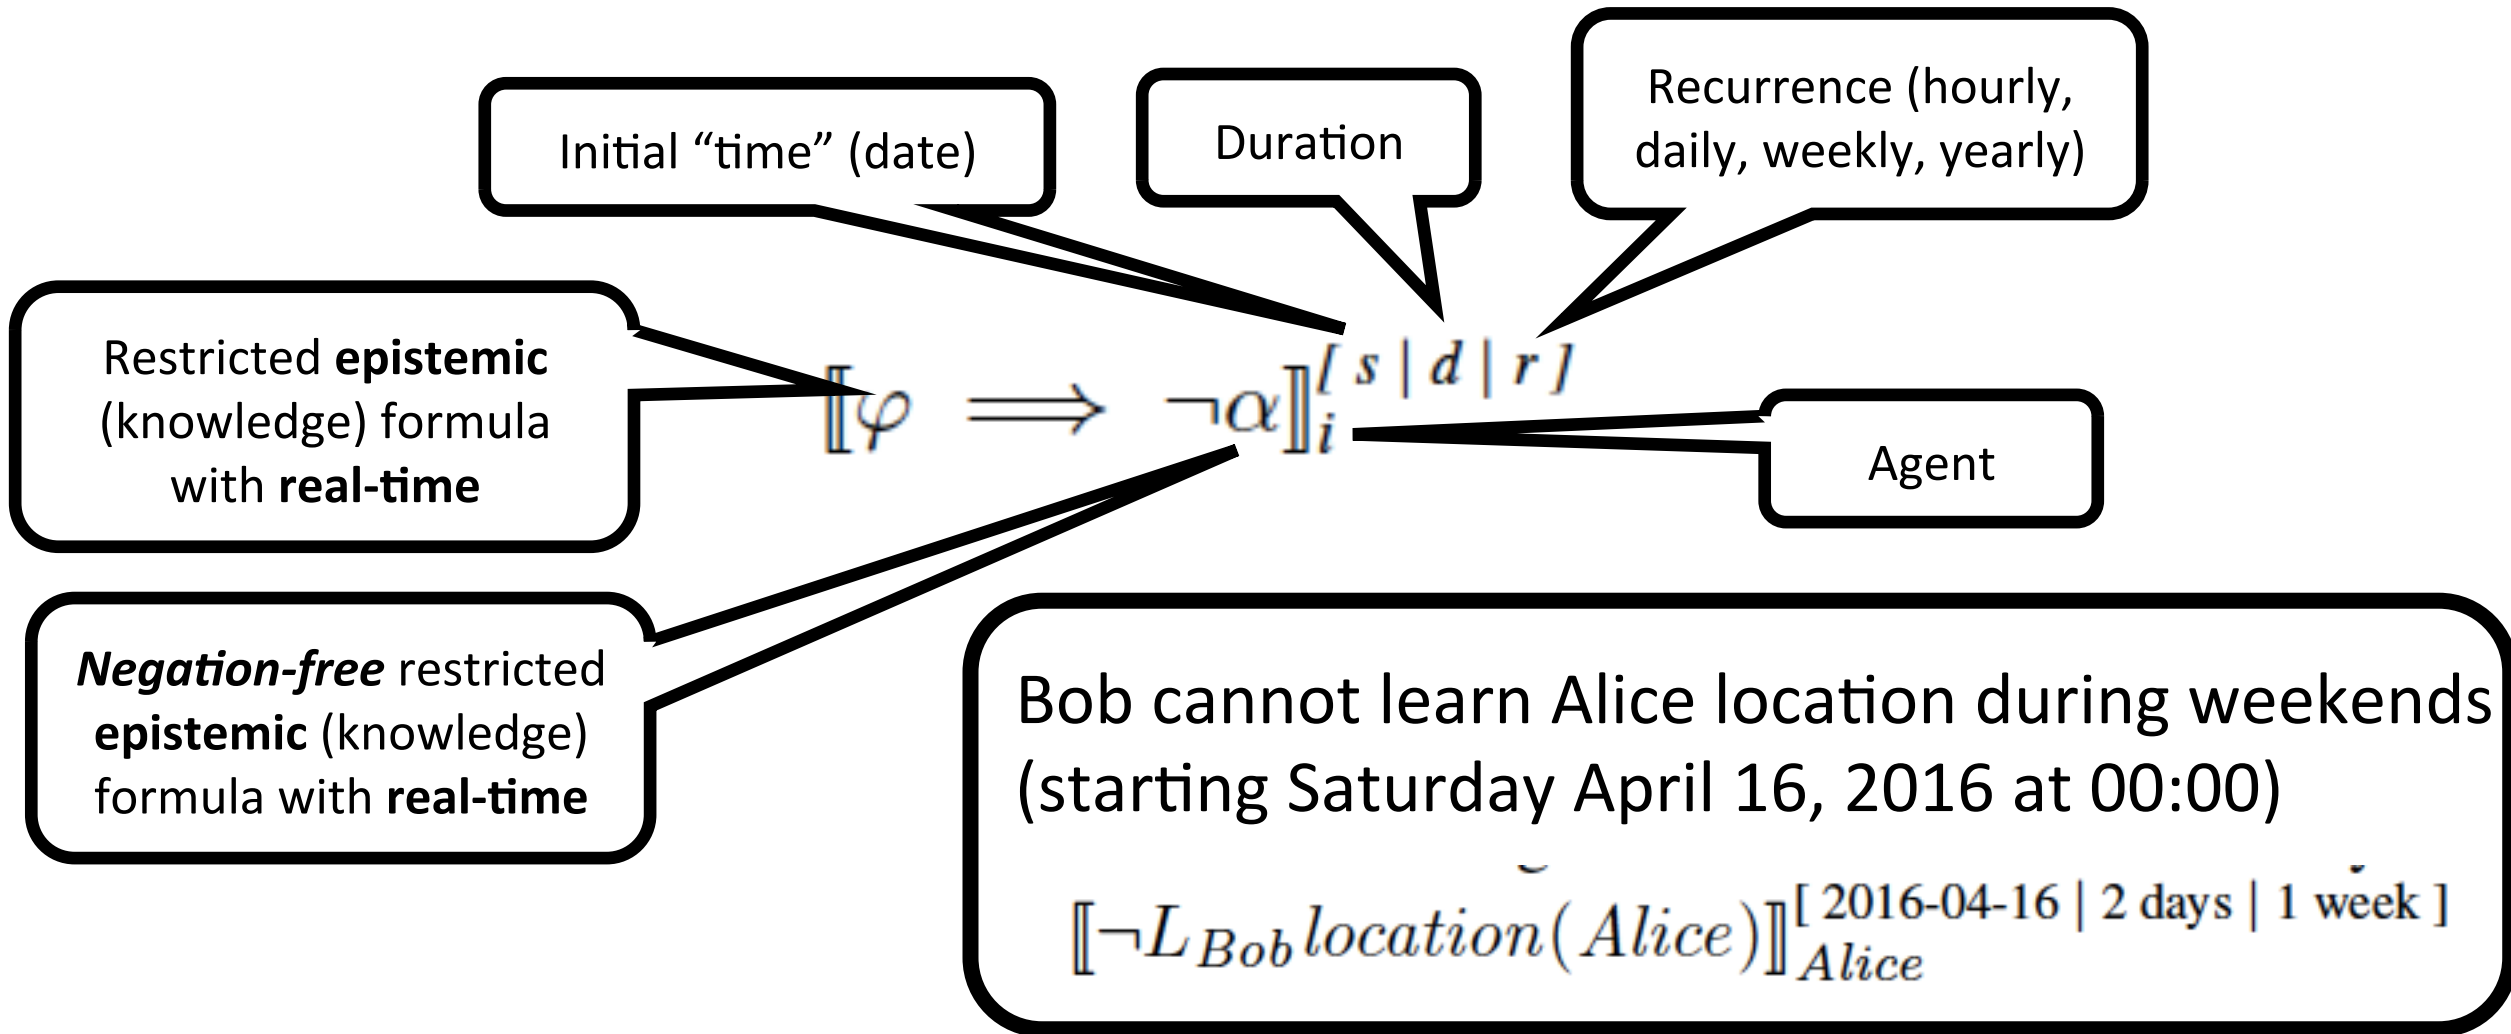 Initial “time” (date)
Duration
Recurrence (hourly,
daily, weekly, yearly)
Restricted epistemic
(knowledge) formula
with real-time
⟦φ ⟹ ¬α⟧_i^[ s | d | r ]
Agent
Negation-free restricted
epistemic (knowledge)
formula with real-time
Bob cannot learn Alice location during weekends
(starting Saturday April 16, 2016 at 00:00)
⟦¬L_Bob location(Alice)⟧_Alice^[ 2016-04-16 | 2 days | 1 week ]